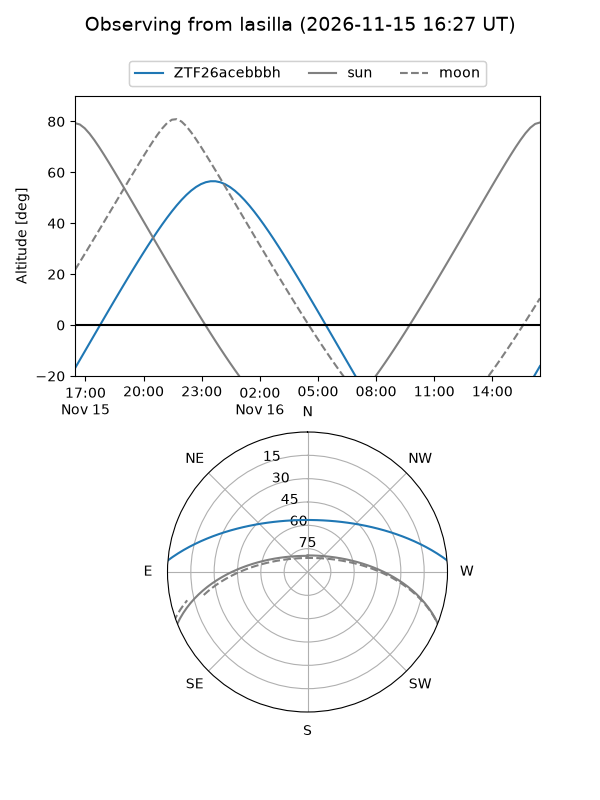 Observing from lasilla (2026-11-15 16:27 UT)
ZTF26acebbbh sun moon
Altitude [deg]
80
60
40
20
0
−20
17:00 20:00 23:00 02:00 05:00 08:00 11:00 14:00
Nov 15 Nov 16
N
NE NW
15
30
45
60
75
E W
SE SW
S